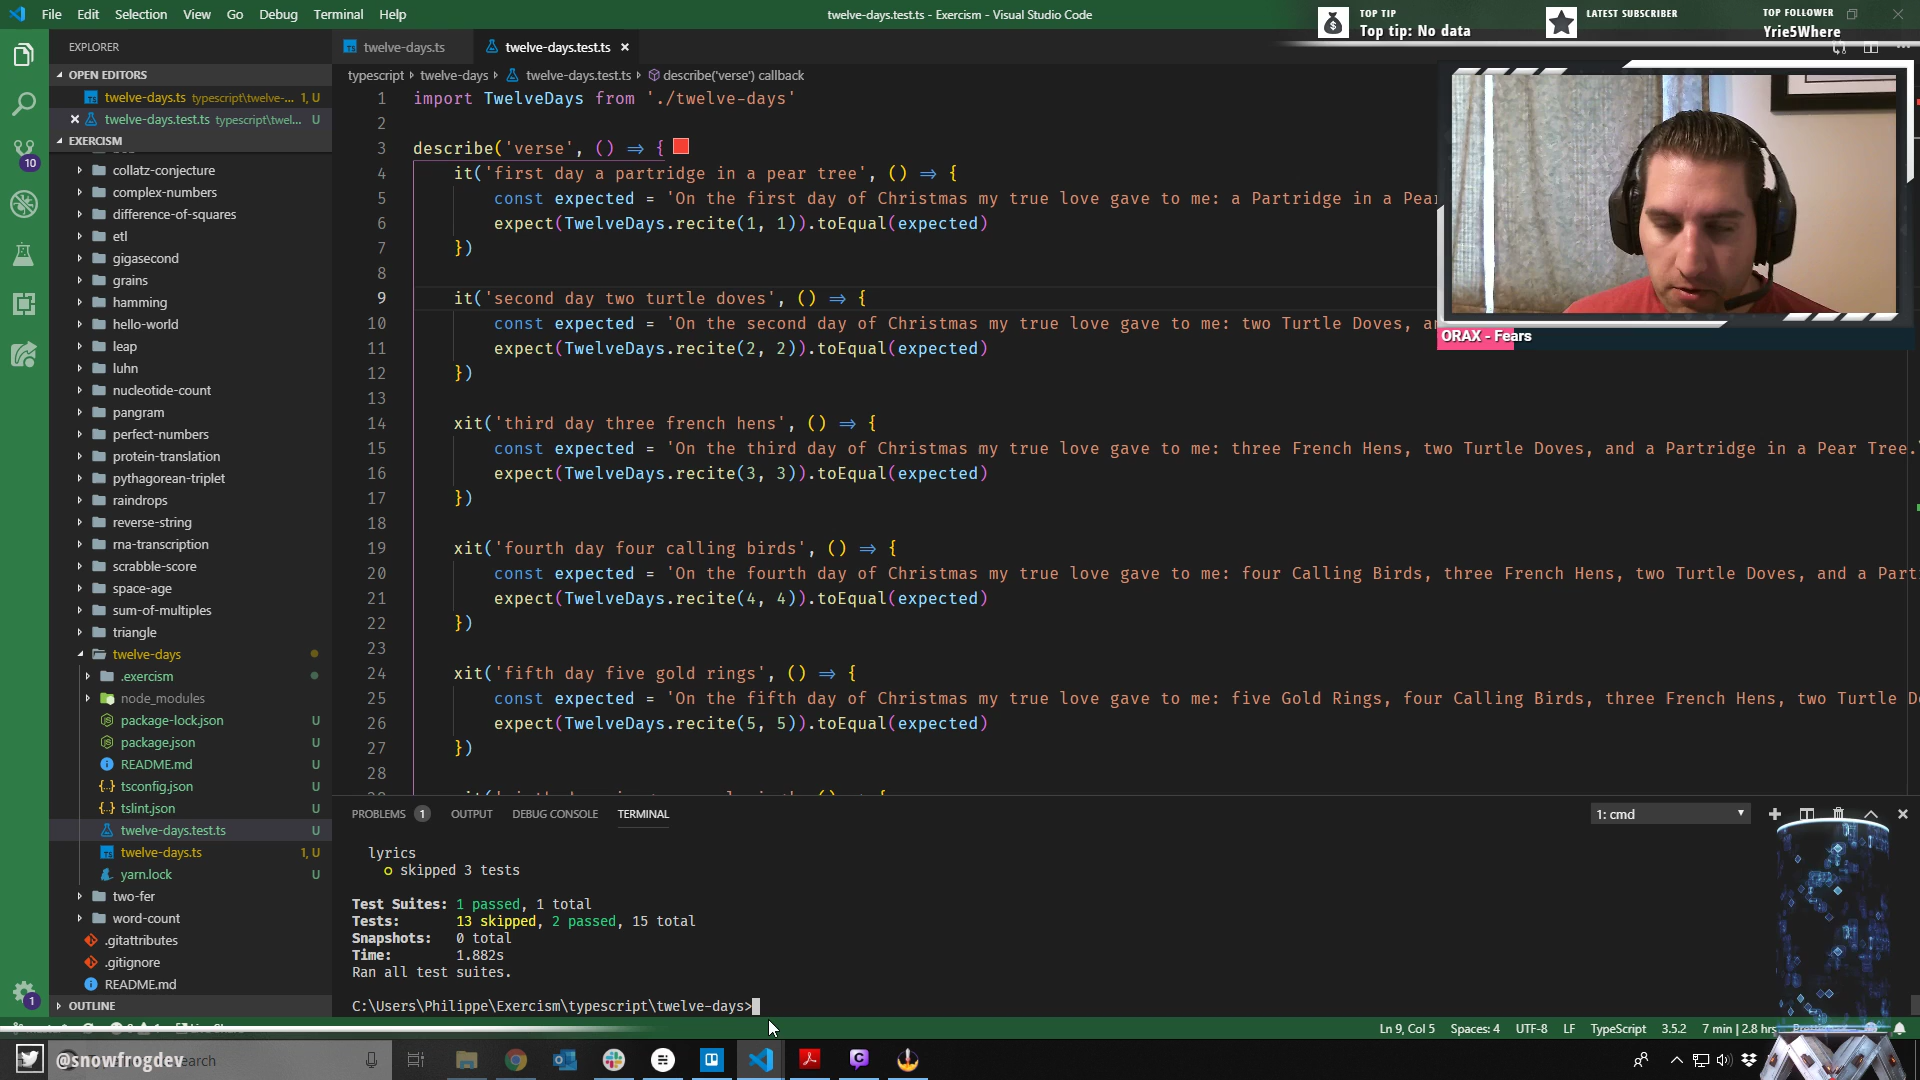 File Edit Selection View Go Debug Terminal Help
twelve-days.test.ts - Exercism - Visual Studio Code
TOP TIP
Top tip: No data
LATEST SUBSCRIBER
TOP FOLLOWER
Yrie5Where
EXPLORER
OPEN EDITORS
twelve-days.ts typescript\twelve-... 1, U
twelve-days.test.ts typescript\twel... U
EXERCISM
collatz-conjecture
complex-numbers
difference-of-squares
etl
gigasecond
grains
hamming
hello-world
leap
luhn
nucleotide-count
pangram
perfect-numbers
protein-translation
pythagorean-triplet
raindrops
reverse-string
rna-transcription
scrabble-score
space-age
sum-of-multiples
triangle
twelve-days
.exercism
node_modules
package-lock.json U
package.json U
README.md U
tsconfig.json U
tslint.json U
twelve-days.test.ts U
twelve-days.ts 1, U
yarn.lock U
two-fer
word-count
.gitattributes
.gitignore
README.md
OUTLINE
10
1
twelve-days.ts twelve-days.test.ts
typescript twelve-days twelve-days.test.ts describe('verse') callback
1 import TwelveDays from './twelve-days'
2
3 describe('verse', () => {
4 it('first day a partridge in a pear tree', () => {
5 const expected = 'On the first day of Christmas my true love gave to me: a Partridge in a Pear
6 expect(TwelveDays.recite(1, 1)).toEqual(expected)
7 })
8
9 it('second day two turtle doves', () => {
10 const expected = 'On the second day of Christmas my true love gave to me: two Turtle Doves, an
11 expect(TwelveDays.recite(2, 2)).toEqual(expected)
12 })
13
14 xit('third day three french hens', () => {
15 const expected = 'On the third day of Christmas my true love gave to me: three French Hens, two Turtle Doves, and a Partridge in a Pear Tree.'
16 expect(TwelveDays.recite(3, 3)).toEqual(expected)
17 })
18
19 xit('fourth day four calling birds', () => {
20 const expected = 'On the fourth day of Christmas my true love gave to me: four Calling Birds, three French Hens, two Turtle Doves, and a Part
21 expect(TwelveDays.recite(4, 4)).toEqual(expected)
22 })
23
24 xit('fifth day five gold rings', () => {
25 const expected = 'On the fifth day of Christmas my true love gave to me: five Gold Rings, four Calling Birds, three French Hens, two Turtle D
26 expect(TwelveDays.recite(5, 5)).toEqual(expected)
27 })
28
ORAX - Fears
PROBLEMS 1 OUTPUT DEBUG CONSOLE TERMINAL
1: cmd
lyrics
skipped 3 tests
Test Suites: 1 passed, 1 total
Tests: 13 skipped, 2 passed, 15 total
Snapshots: 0 total
Time: 1.882s
Ran all test suites.
C:\Users\Philippe\Exercism\typescript\twelve-days>
Ln 9, Col 5 Spaces: 4 UTF-8 LF TypeScript 3.5.2 7 min | 2.8 hrs
@snowfrogdev